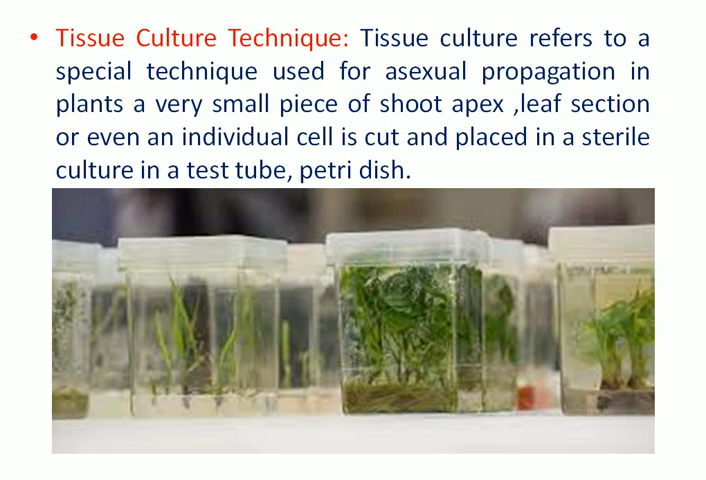 • Tissue Culture Technique: Tissue culture refers to a
special technique used for asexual propagation in
plants a very small piece of shoot apex ,leaf section
or even an individual cell is cut and placed in a sterile
culture in a test tube, petri dish.